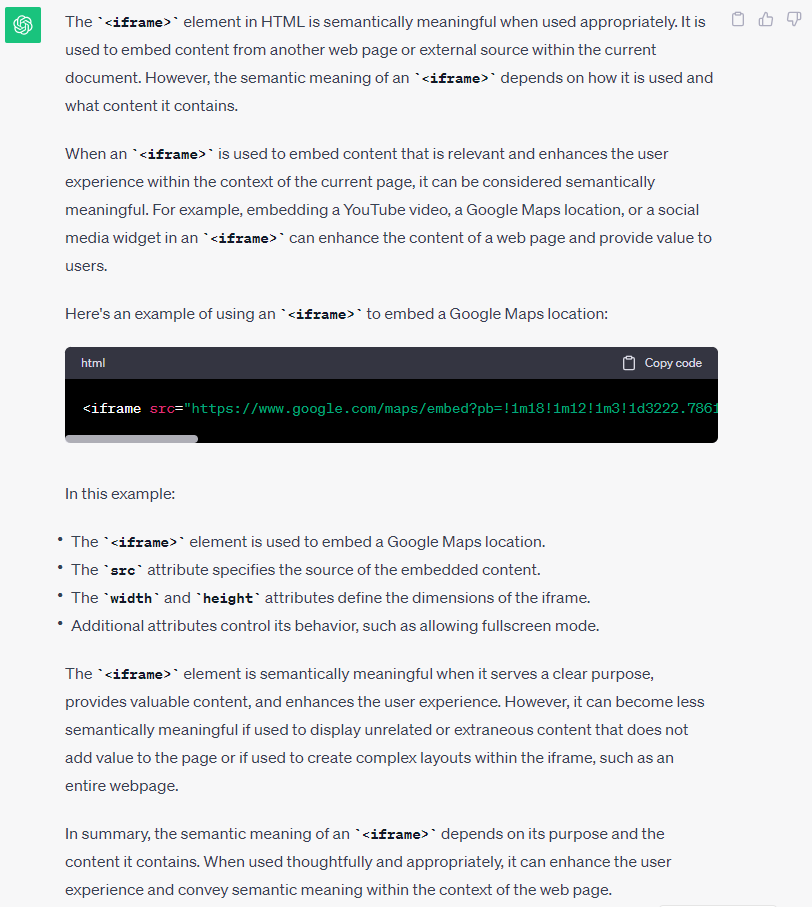 The `<iframe>` element in HTML is semantically meaningful when used appropriately. It is
used to embed content from another web page or external source within the current
document. However, the semantic meaning of an `<iframe>` depends on how it is used and
what content it contains.
When an `<iframe>` is used to embed content that is relevant and enhances the user
experience within the context of the current page, it can be considered semantically
meaningful. For example, embedding a YouTube video, a Google Maps location, or a social
media widget in an `<iframe>` can enhance the content of a web page and provide value to
users.
Here's an example of using an `<iframe>` to embed a Google Maps location:
html Copy code
<iframe src="https://www.google.com/maps/embed?pb=!1m18!1m12!1m3!1d3222.7861
In this example:
• The `<iframe>` element is used to embed a Google Maps location.
• The `src` attribute specifies the source of the embedded content.
• The `width` and `height` attributes define the dimensions of the iframe.
• Additional attributes control its behavior, such as allowing fullscreen mode.
The `<iframe>` element is semantically meaningful when it serves a clear purpose,
provides valuable content, and enhances the user experience. However, it can become less
semantically meaningful if used to display unrelated or extraneous content that does not
add value to the page or if used to create complex layouts within the iframe, such as an
entire webpage.
In summary, the semantic meaning of an `<iframe>` depends on its purpose and the
content it contains. When used thoughtfully and appropriately, it can enhance the user
experience and convey semantic meaning within the context of the web page.